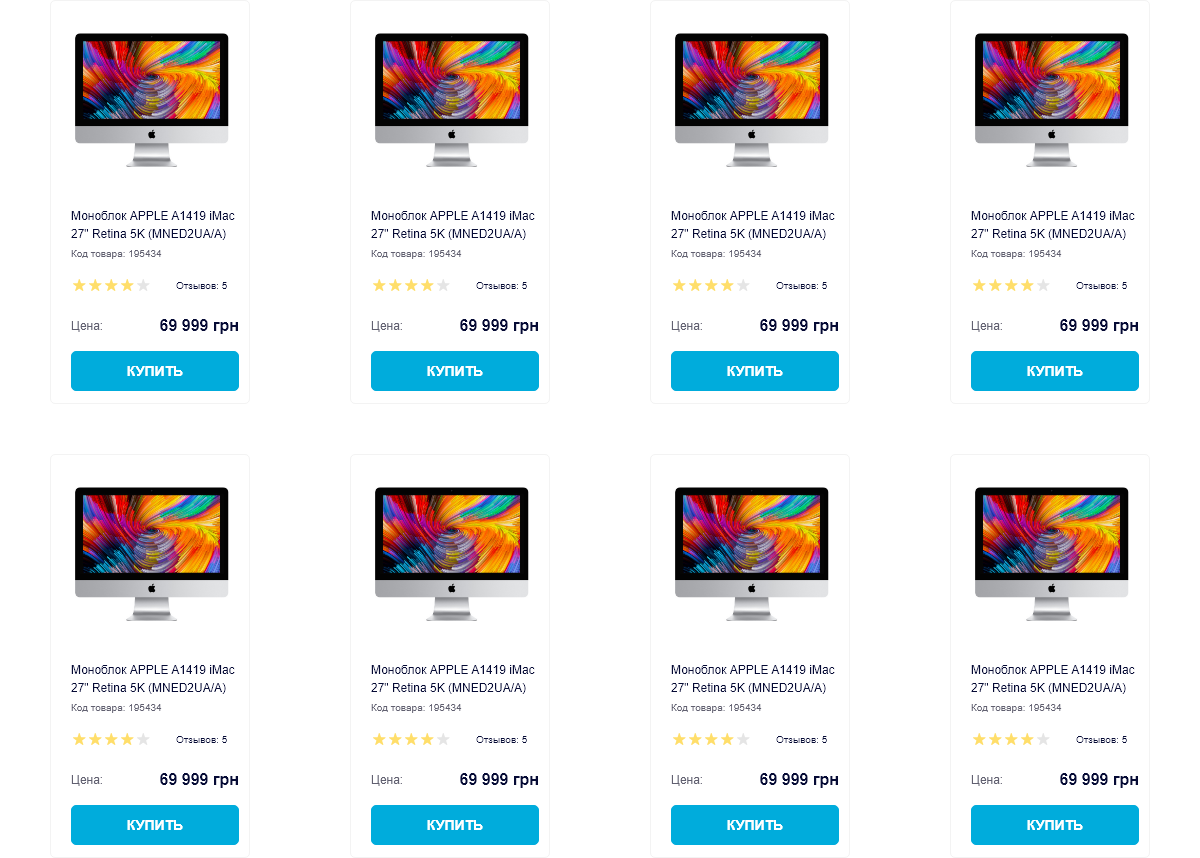 Моноблок APPLE A1419 iMac
27" Retina 5K (MNED2UA/A)
Код товара: 195434
Отзывов: 5
Цена: 69 999 грн
КУПИТЬ
Моноблок APPLE A1419 iMac
27" Retina 5K (MNED2UA/A)
Код товара: 195434
Отзывов: 5
Цена: 69 999 грн
КУПИТЬ
Моноблок APPLE A1419 iMac
27" Retina 5K (MNED2UA/A)
Код товара: 195434
Отзывов: 5
Цена: 69 999 грн
КУПИТЬ
Моноблок APPLE A1419 iMac
27" Retina 5K (MNED2UA/A)
Код товара: 195434
Отзывов: 5
Цена: 69 999 грн
КУПИТЬ
Моноблок APPLE A1419 iMac
27" Retina 5K (MNED2UA/A)
Код товара: 195434
Отзывов: 5
Цена: 69 999 грн
КУПИТЬ
Моноблок APPLE A1419 iMac
27" Retina 5K (MNED2UA/A)
Код товара: 195434
Отзывов: 5
Цена: 69 999 грн
КУПИТЬ
Моноблок APPLE A1419 iMac
27" Retina 5K (MNED2UA/A)
Код товара: 195434
Отзывов: 5
Цена: 69 999 грн
КУПИТЬ
Моноблок APPLE A1419 iMac
27" Retina 5K (MNED2UA/A)
Код товара: 195434
Отзывов: 5
Цена: 69 999 грн
КУПИТЬ